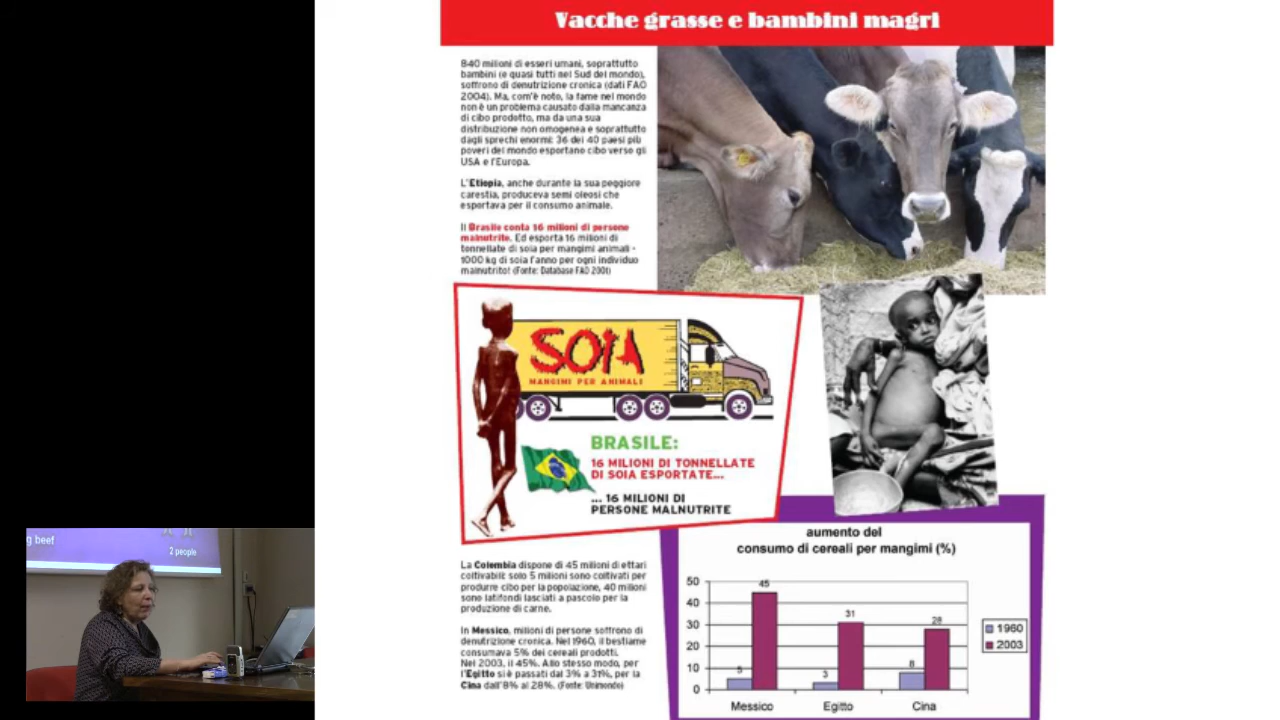 Vacche grasse e bambini magri
840 milioni di esseri umani, soprattutto
bambini (e quasi tutti nel Sud del mondo),
soffrono di denutrizione cronica (dati FAO
2004). Ma, com'è noto, la fame nel mondo
non è un problema causato dalla mancanza
di cibo prodotto, ma da una sua
distribuzione non omogenea e soprattutto
dagli sprechi enormi: 36 dei 40 paesi più
poveri del mondo esportano cibo verso gli
USA e l'Europa.
L'Etiopia, anche durante la sua peggiore
carestia, produceva semi oleosi che
esportava per il consumo animale.
Il Brasile conta 16 milioni di persone
malnutrite. Ed esporta 16 milioni di
tonnellate di soia per mangimi animali -
1000 kg di soia l'anno per ogni individuo
malnutrito! (Fonte: Database FAO 2001)
SOIA
MANGIMI PER ANIMALI
BRASILE:
16 MILIONI DI TONNELLATE
DI SOIA ESPORTATE...
... 16 MILIONI DI
PERSONE MALNUTRITE
La Colombia dispone di 45 milioni di ettari
coltivabili: solo 5 milioni sono coltivati per
produrre cibo per la popolazione, 40 milioni
sono latifondi lasciati a pascolo per la
produzione di carne.
In Messico, milioni di persone soffrono di
denutrizione cronica. Nel 1960, il bestiame
consumava 5% dei cereali prodotti.
Nel 2003, il 45%. Allo stesso modo, per
l'Egitto si è passati dal 3% a 31%, per la
Cina dall'8% al 28%. (Fonte: Unimondo)
aumento del
consumo di cereali per mangimi (%)
50
40
30
20
10
0
5
45
3
31
8
28
Messico Egitto Cina
1960
2003
g beef
2 people